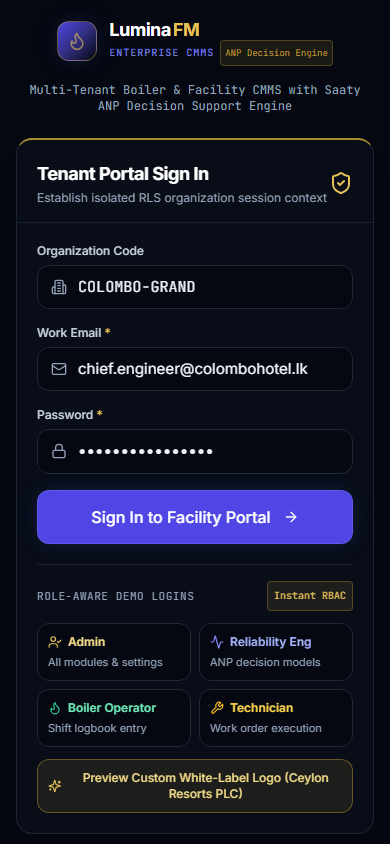 LuminaFM
ENTERPRISE CMMS ANP Decision Engine
Multi-Tenant Boiler & Facility CMMS with Saaty
ANP Decision Support Engine
Tenant Portal Sign In
Establish isolated RLS organization session context
Organization Code
COLOMBO-GRAND
Work Email *
chief.engineer@colombohotel.lk
Password *
••••••••••••••••
Sign In to Facility Portal →
ROLE-AWARE DEMO LOGINS Instant RBAC
Admin
All modules & settings
Reliability Eng
ANP decision models
Boiler Operator
Shift logbook entry
Technician
Work order execution
Preview Custom White-Label Logo (Ceylon
Resorts PLC)